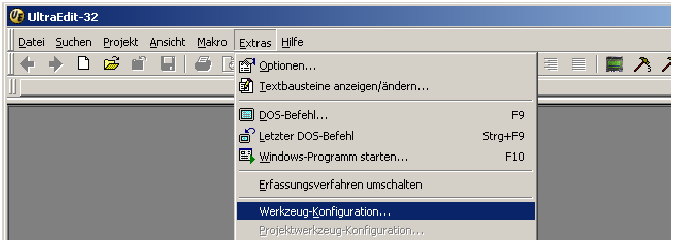 UltraEdit-32
Datei Suchen Projekt Ansicht Makro Extras Hilfe
Optionen...
Textbausteine anzeigen/ändern...
DOS-Befehl... F9
Letzter DOS-Befehl Strg+F9
Windows-Programm starten... F10
Erfassungsverfahren umschalten
Werkzeug-Konfiguration...
Projektwerkzeug-Konfiguration...